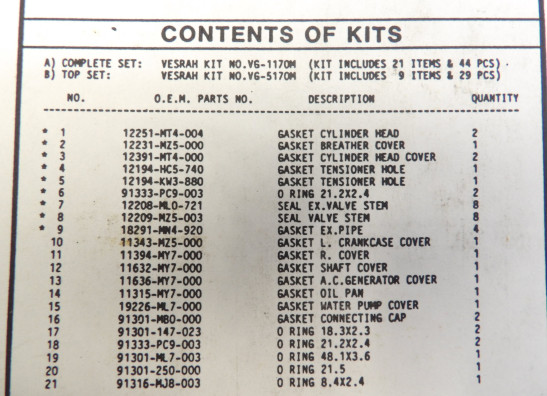 CONTENTS OF KITS
A) COMPLETE SET: VESRAH KIT NO.VG-1170M (KIT INCLUDES 21 ITEMS & 44 PCS)
B) TOP SET: VESRAH KIT NO.VG-5170M (KIT INCLUDES 9 ITEMS & 29 PCS)
NO. O.E.M. PARTS NO. DESCRIPTION QUANTITY
* 1 12251-MT4-004 GASKET CYLINDER HEAD 2
* 2 12231-MZ5-000 GASKET BREATHER COVER 1
* 3 12391-MT4-000 GASKET CYLINDER HEAD COVER 2
* 4 12194-HC5-740 GASKET TENSIONER HOLE 1
* 5 12194-KW3-880 GASKET TENSIONER HOLE 1
* 6 91333-PC9-003 O RING 21.2X2.4 2
* 7 12208-ML0-721 SEAL EX.VALVE STEM 8
* 8 12209-MZ5-003 SEAL VALVE STEM 8
* 9 18291-MN4-920 GASKET EX.PIPE 4
10 11343-MZ5-000 GASKET L. CRANKCASE COVER 1
11 11394-MY7-000 GASKET R. COVER 1
12 11632-MY7-000 GASKET SHAFT COVER 1
13 11636-MY7-000 GASKET A.C.GENERATOR COVER 1
14 11315-MY7-000 GASKET OIL PAN 1
15 19226-ML7-000 GASKET WATER PUMP COVER 1
16 91301-M80-000 GASKET CONNECTING CAP 2
17 91301-147-023 O RING 18.3X2.3 2
18 91333-PC9-003 O RING 21.2X2.4 2
19 91301-ML7-003 O RING 48.1X3.6 1
20 91301-250-000 O RING 21.5 1
21 91316-MJ8-003 O RING 8.4X2.4 1